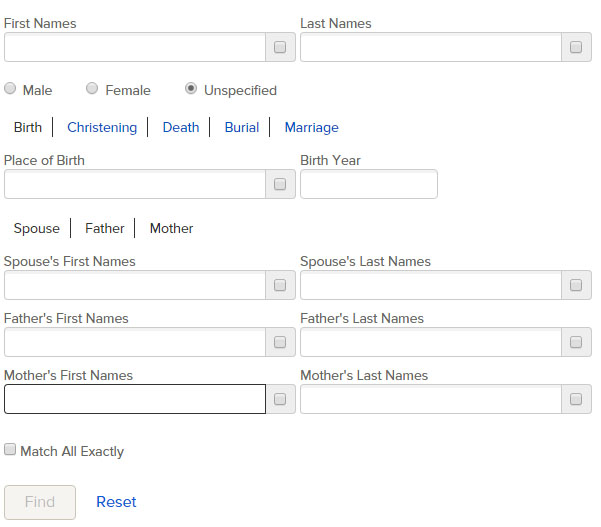 First Names Last Names
Male Female Unspecified
Birth Christening Death Burial Marriage
Place of Birth Birth Year
Spouse Father Mother
Spouse's First Names Spouse's Last Names
Father's First Names Father's Last Names
Mother's First Names Mother's Last Names
Match All Exactly
Find Reset